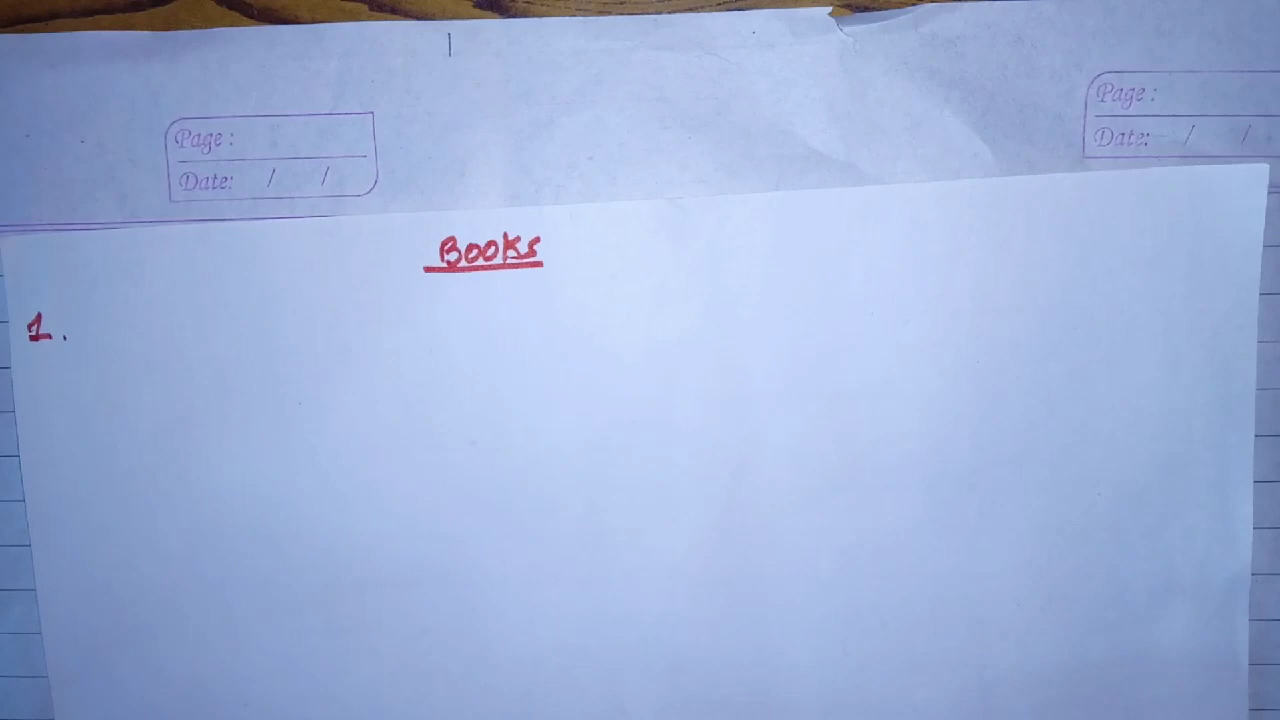 Page :
Date: / /
Page :
Date: / /
Books
1.